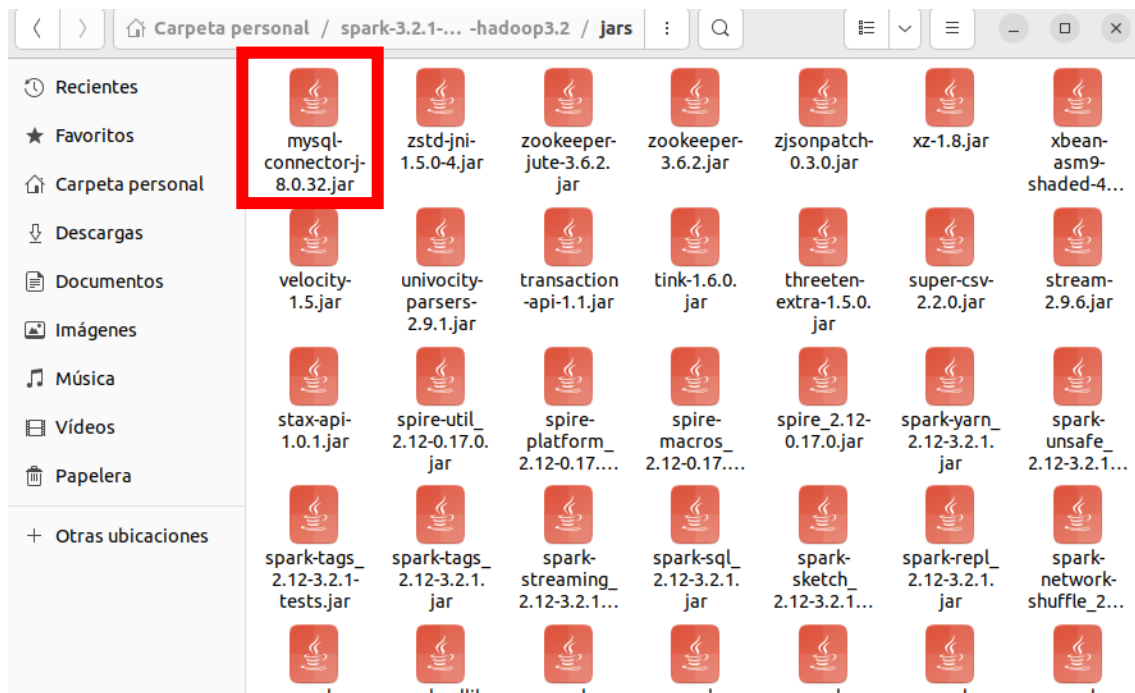 Carpeta personal / spark-3.2.1-... -hadoop3.2 / jars
Recientes
Favoritos
Carpeta personal
Descargas
Documentos
Imágenes
Música
Vídeos
Papelera
+ Otras ubicaciones
mysql-
connector-j-
8.0.32.jar
zstd-jni-
1.5.0-4.jar
zookeeper-
jute-3.6.2.
jar
zookeeper-
3.6.2.jar
zjsonpatch-
0.3.0.jar
xz-1.8.jar
xbean-
asm9-
shaded-4...
velocity-
1.5.jar
univocity-
parsers-
2.9.1.jar
transaction
-api-1.1.jar
tink-1.6.0.
jar
threeten-
extra-1.5.0.
jar
super-csv-
2.2.0.jar
stream-
2.9.6.jar
stax-api-
1.0.1.jar
spire-util_
2.12-0.17.0.
jar
spire-
platform_
2.12-0.17....
spire-
macros_
2.12-0.17....
spire_2.12-
0.17.0.jar
spark-yarn_
2.12-3.2.1.
jar
spark-
unsafe_
2.12-3.2.1...
spark-tags_
2.12-3.2.1-
tests.jar
spark-tags_
2.12-3.2.1.
jar
spark-
streaming_
2.12-3.2.1...
spark-sql_
2.12-3.2.1.
jar
spark-
sketch_
2.12-3.2.1...
spark-repl_
2.12-3.2.1.
jar
spark-
network-
shuffle_2...